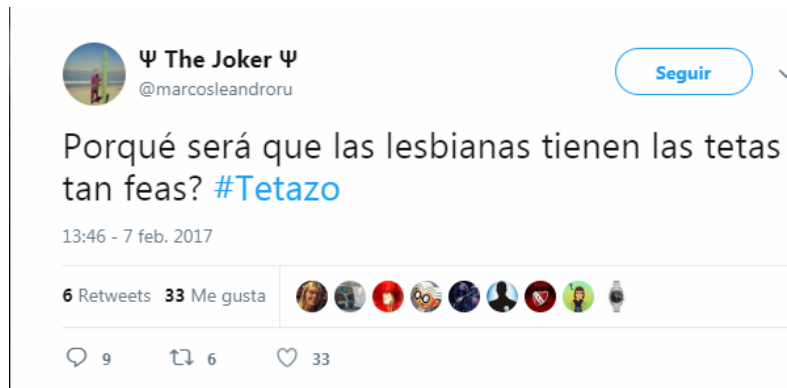 Ψ The Joker Ψ
@marcosleandroru
Seguir
Porqué será que las lesbianas tienen las tetas
tan feas? #Tetazo
13:46 - 7 feb. 2017
6 Retweets 33 Me gusta
9 6 33